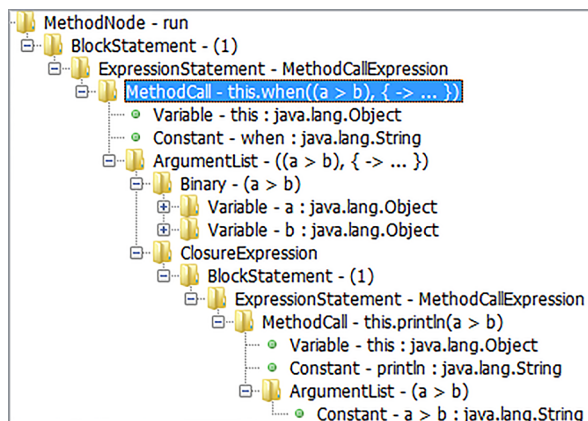 MethodNode - run
BlockStatement - (1)
ExpressionStatement - MethodCallExpression
MethodCall - this.when((a > b), { -> ... })
Variable - this : java.lang.Object
Constant - when : java.lang.String
ArgumentList - ((a > b), { -> ... })
Binary - (a > b)
Variable - a : java.lang.Object
Variable - b : java.lang.Object
ClosureExpression
BlockStatement - (1)
ExpressionStatement - MethodCallExpression
MethodCall - this.println(a > b)
Variable - this : java.lang.Object
Constant - println : java.lang.String
ArgumentList - (a > b)
Constant - a > b : java.lang.String